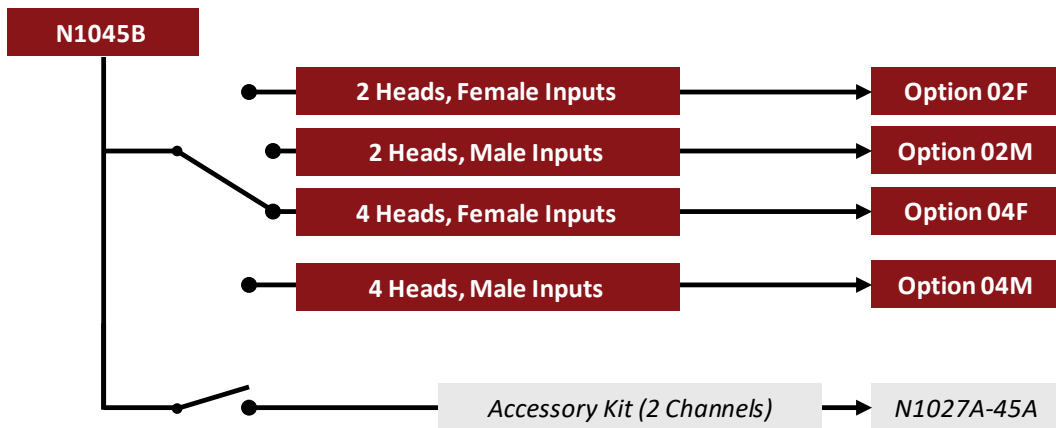 N1045B
2 Heads, Female Inputs
Option 02F
2 Heads, Male Inputs
Option 02M
4 Heads, Female Inputs
Option 04F
4 Heads, Male Inputs
Option 04M
Accessory Kit (2 Channels)
N1027A-45A